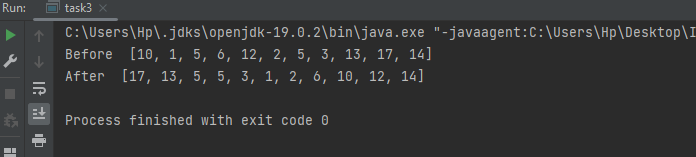 Run: task3
C:\Users\Hp\.jdks\openjdk-19.0.2\bin\java.exe "-javaagent:C:\Users\Hp\Desktop\I
Before  [10, 1, 5, 6, 12, 2, 5, 3, 13, 17, 14]
After  [17, 13, 5, 5, 3, 1, 2, 6, 10, 12, 14]
Process finished with exit code 0